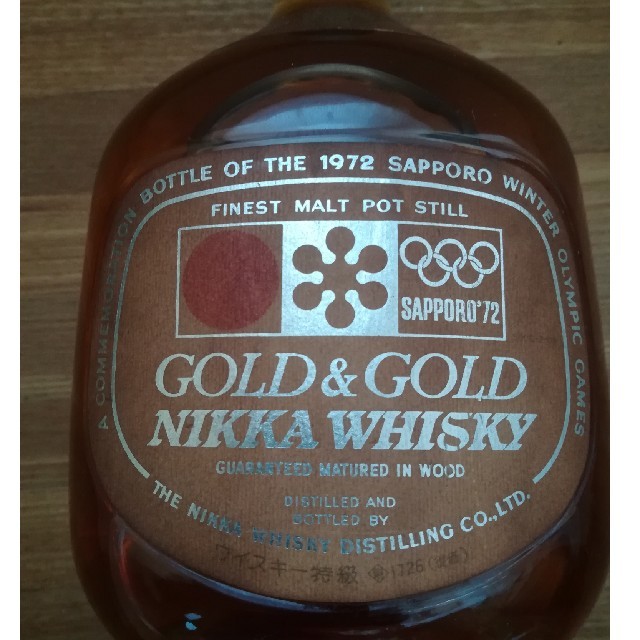 A COMMEMORATION BOTTLE OF THE 1972 SAPPORO WINTER OLYMPIC GAMES
FINEST MALT POT STILL
SAPPORO'72
GOLD & GOLD
NIKKA WHISKY
GUARANTEED MATURED IN WOOD
DISTILLED AND
BOTTLED BY
THE NIKKA WHISKY DISTILLING CO.,LTD.
ウイスキー特級